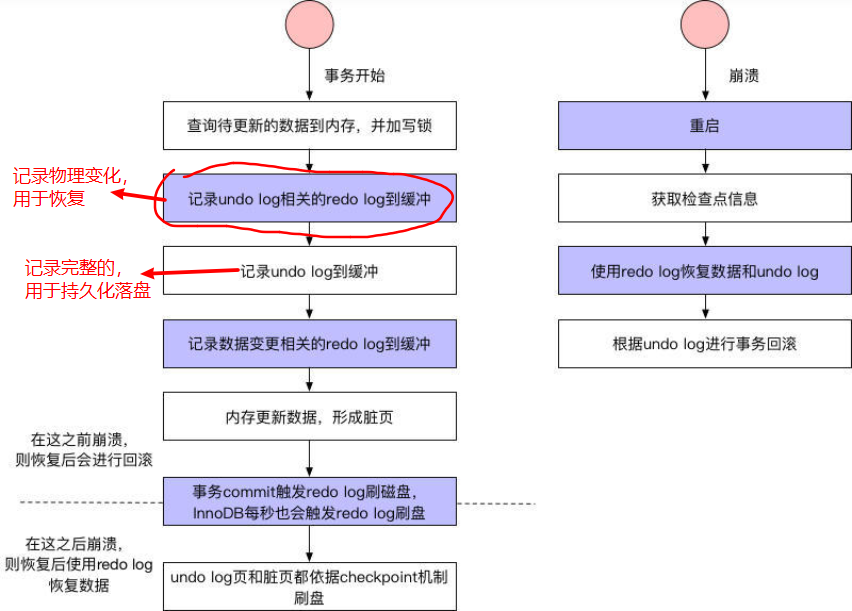 事务开始
查询待更新的数据到内存，并加写锁
记录物理变化，
用于恢复
记录undo log相关的redo log到缓冲
记录完整的，
用于持久化落盘
记录undo log到缓冲
记录数据变更相关的redo log到缓冲
内存更新数据，形成脏页
在这之前崩溃，
则恢复后会进行回滚
事务commit触发redo log刷磁盘，
InnoDB每秒也会触发redo log刷盘
在这之后崩溃，
则恢复后使用redo log
恢复数据
undo log页和脏页都依据checkpoint机制
刷盘
崩溃
重启
获取检查点信息
使用redo log恢复数据和undo log
根据undo log进行事务回滚